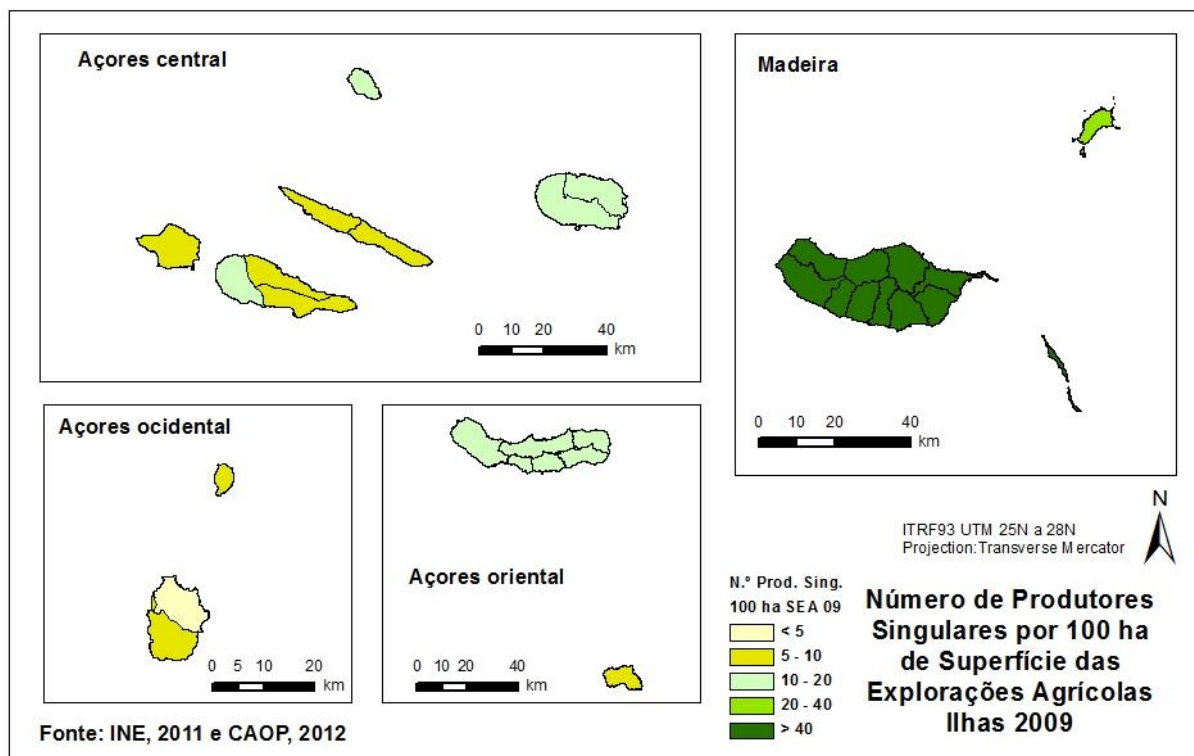 Açores central
0 10 20 40
km
Madeira
0 10 20 40
km
Açores ocidental
0 5 10 20
km
Açores oriental
0 10 20 40
km
N
ITRF93 UTM 25N a 28N
Projection:Transverse Mercator
N.º Prod. Sing.
100 ha SEA 09
< 5
5 - 10
10 - 20
20 - 40
> 40
Número de Produtores
Singulares por 100 ha
de Superfície das
Explorações Agrícolas
Ilhas 2009
Fonte: INE, 2011 e CAOP, 2012